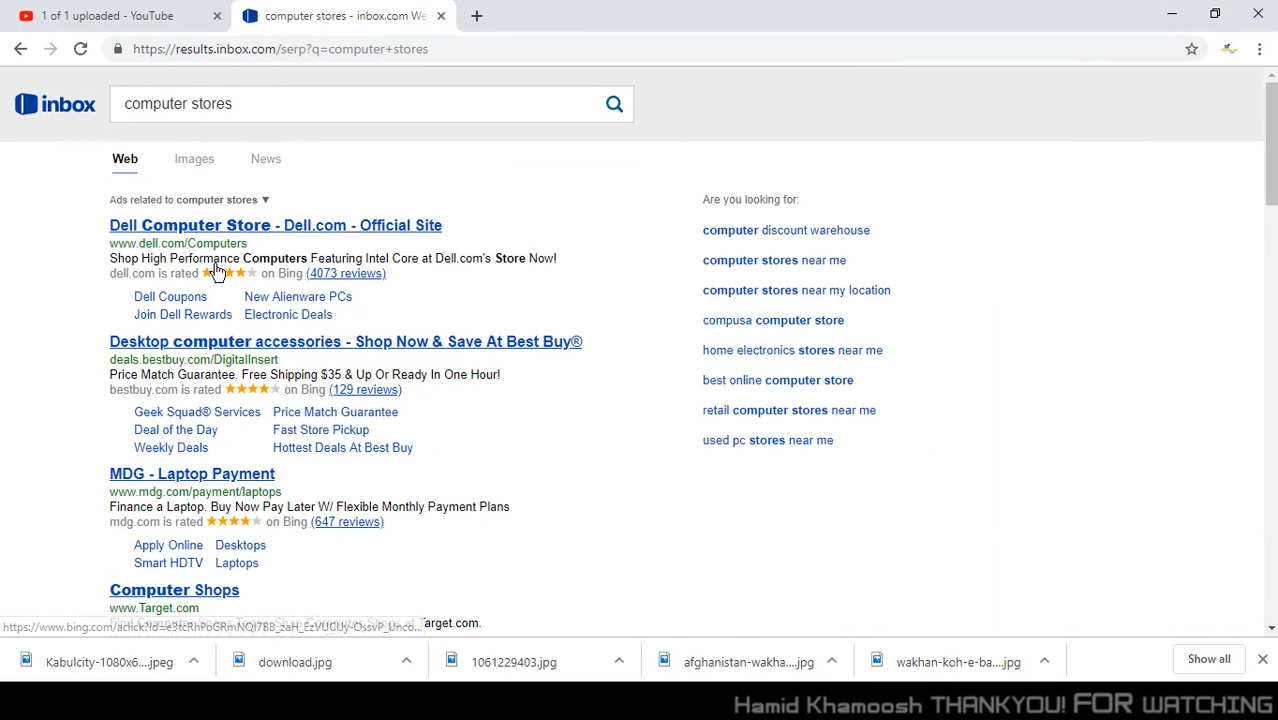 1 of 1 uploaded - YouTube
computer stores - inbox.com We
https://results.inbox.com/serp?q=computer+stores
inbox
computer stores
Web Images News
Ads related to computer stores ▼
Dell Computer Store - Dell.com - Official Site
www.dell.com/Computers
Shop High Performance Computers Featuring Intel Core at Dell.com's Store Now!
dell.com is rated on Bing (4073 reviews)
Dell Coupons New Alienware PCs
Join Dell Rewards Electronic Deals
Desktop computer accessories - Shop Now & Save At Best Buy®
deals.bestbuy.com/DigitalInsert
Price Match Guarantee. Free Shipping $35 & Up Or Ready In One Hour!
bestbuy.com is rated on Bing (129 reviews)
Geek Squad® Services Price Match Guarantee
Deal of the Day Fast Store Pickup
Weekly Deals Hottest Deals At Best Buy
MDG - Laptop Payment
www.mdg.com/payment/laptops
Finance a Laptop. Buy Now Pay Later W/ Flexible Monthly Payment Plans
mdg.com is rated on Bing (647 reviews)
Apply Online Desktops
Smart HDTV Laptops
Computer Shops
www.Target.com
Target.com.
Are you looking for:
computer discount warehouse
computer stores near me
computer stores near my location
compusa computer store
home electronics stores near me
best online computer store
retail computer stores near me
used pc stores near me
Kabulcity-1080x6....jpeg
download.jpg
1061229403.jpg
afghanistan-wakha....jpg
wakhan-koh-e-ba....jpg
Show all
Hamid Khamoosh THANKYOU! FOR WATCHING